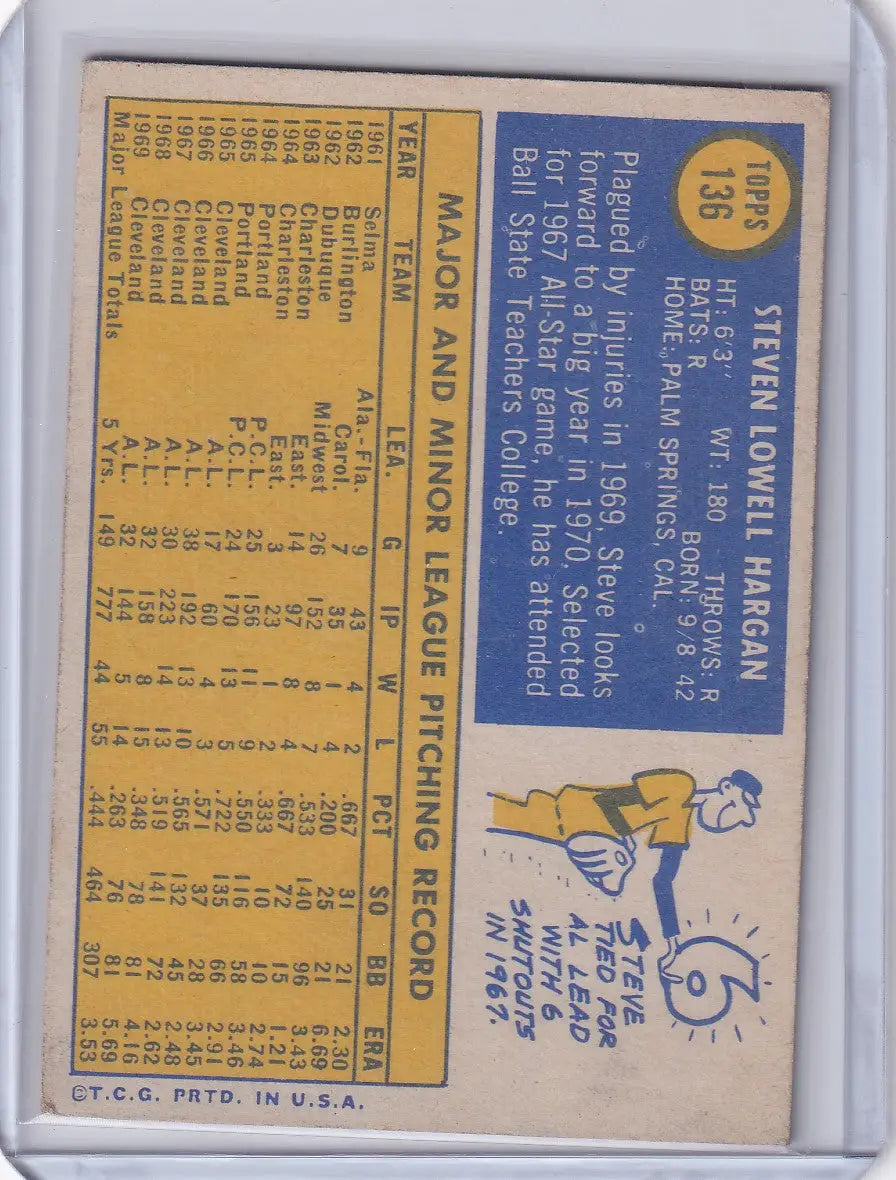 TOPPS
136
STEVEN LOWELL HARGAN
HT: 6'3" WT: 180 THROWS: R
BATS: R BORN: 9/8 42
HOME: PALM SPRINGS, CAL.
Plagued by injuries in 1969, Steve looks
forward to a big year in 1970. Selected
for 1967 All-Star game, he has attended
Ball State Teachers College.
6
STEVE
TIED FOR
AL LEAD
WITH 6
SHUTOUTS
IN 1967.
MAJOR AND MINOR LEAGUE PITCHING RECORD
YEAR TEAM LEA. G IP W L PCT SO BB ERA
1961 Selma Ala.-Fla. 9 43 4 2 .667 31 21 2.30
1962 Burlington Carol. 7 35 1 4 .200 25 21 6.69
1962 Dubuque Midwest 26 152 8 7 .533 140 96 3.43
1963 Charleston East. 14 97 8 4 .667 72 15 1.21
1964 Charleston East. 3 23 1 2 .333 10 10 2.74
1964 Portland P.C.L. 25 156 11 9 .550 116 58 3.46
1965 Portland P.C.L. 24 170 13 5 .722 135 66 2.91
1965 Cleveland A.L. 17 60 4 3 .571 37 28 3.45
1966 Cleveland A.L. 38 192 13 10 .565 132 45 2.48
1967 Cleveland A.L. 30 223 14 13 .519 141 72 2.62
1968 Cleveland A.L. 32 158 8 15 .348 78 81 4.16
1969 Cleveland A.L. 32 144 5 14 .263 76 81 5.69
Major League Totals 5 Yrs. 149 777 44 55 .444 464 307 3.53
©T.C.G. PRTD. IN U.S.A.